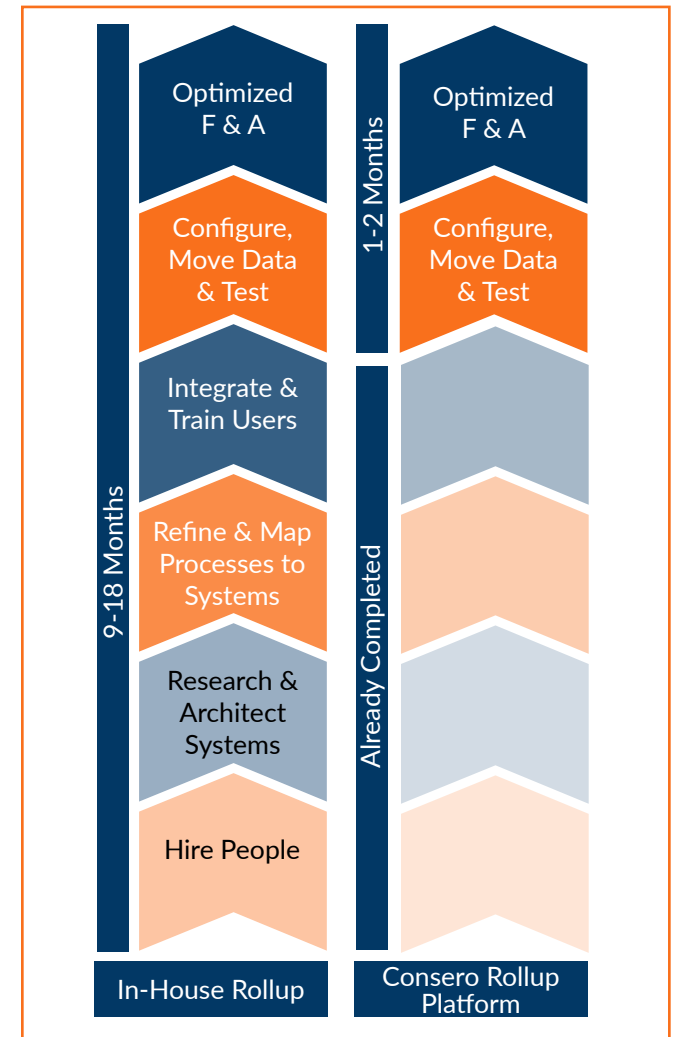 9-18 Months
Optimized
F & A
Configure,
Move Data
& Test
Integrate &
Train Users
Refine & Map
Processes to
Systems
Research &
Architect
Systems
Hire People
In-House Rollup
1-2 Months
Already Completed
Optimized
F & A
Configure,
Move Data
& Test
Consero Rollup
Platform